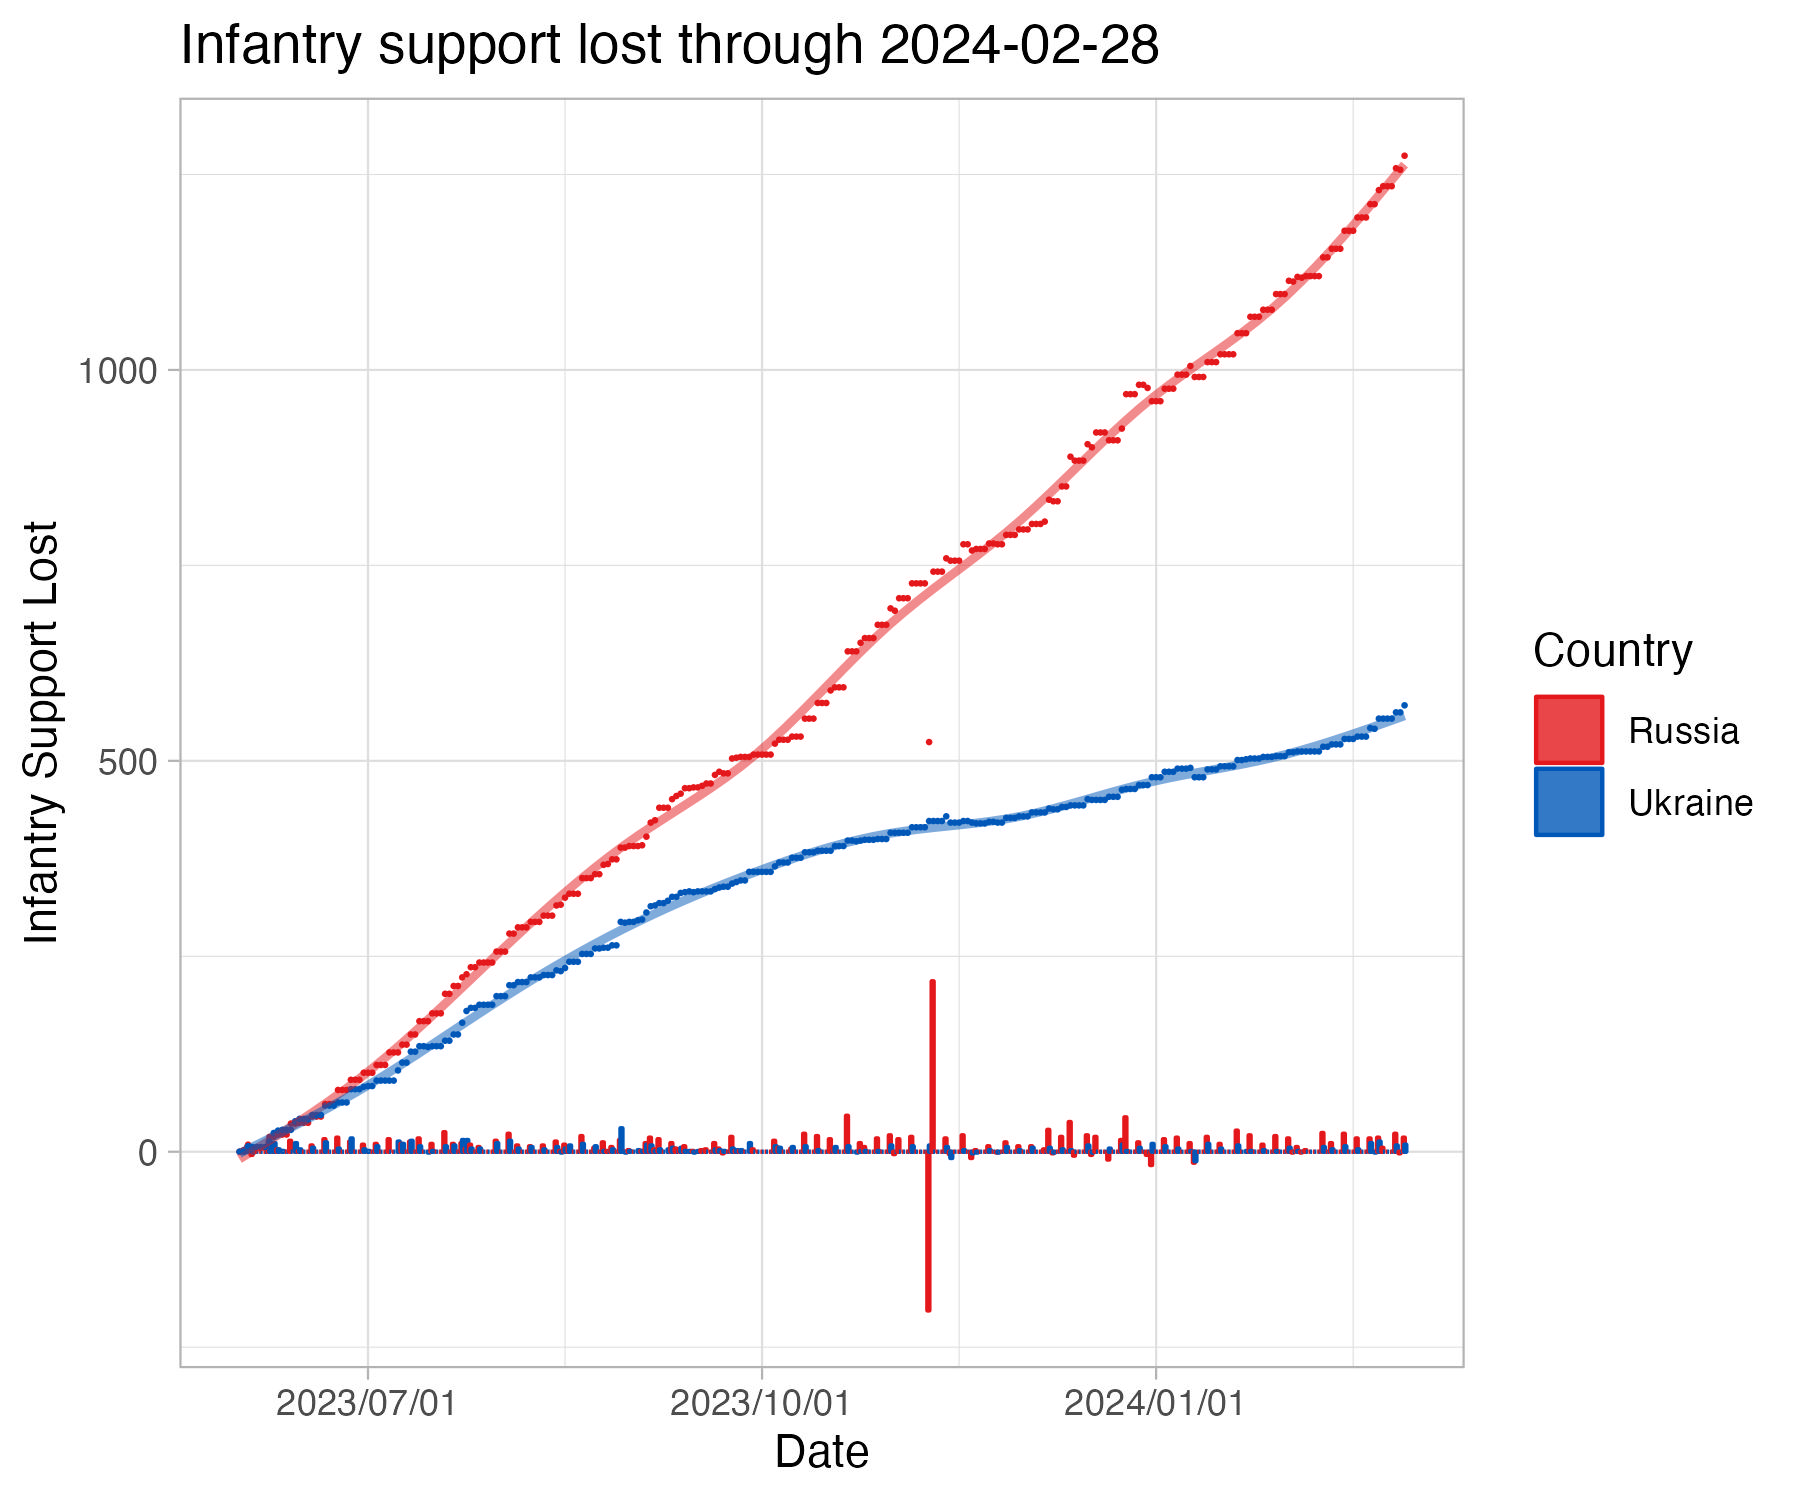 Infantry support lost through 2024-02-28
Infantry Support Lost
1000
500
0
2023/07/01
2023/10/01
2024/01/01
Date
Country
Russia
Ukraine